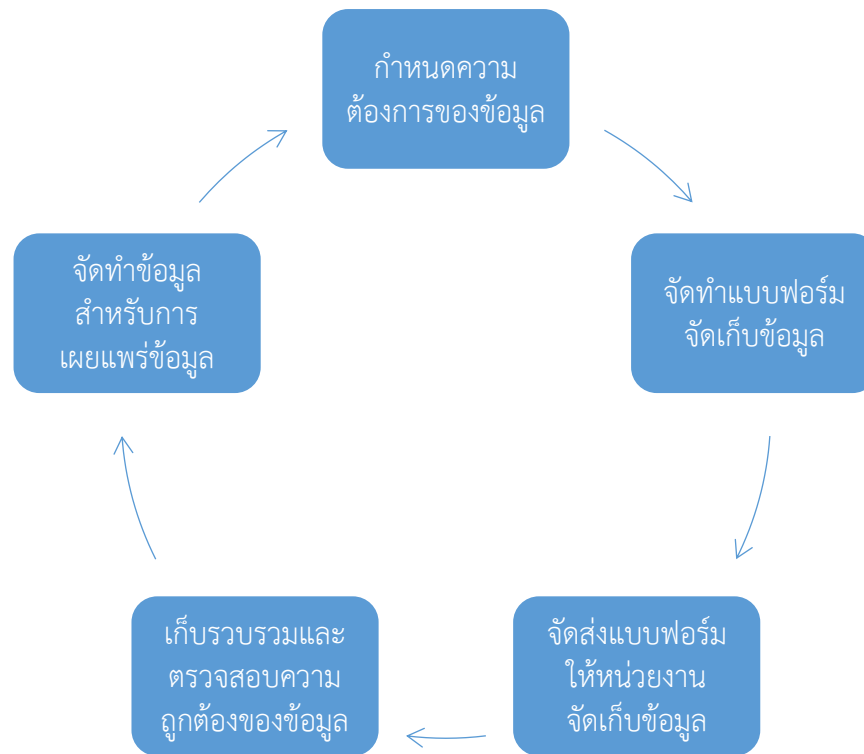 กำหนดความ
ต้องการของข้อมูล
จัดทำแบบฟอร์ม
จัดเก็บข้อมูล
จัดส่งแบบฟอร์ม
ให้หน่วยงาน
จัดเก็บข้อมูล
เก็บรวบรวมและ
ตรวจสอบความ
ถูกต้องของข้อมูล
จัดทำข้อมูล
สำหรับการ
เผยแพร่ข้อมูล